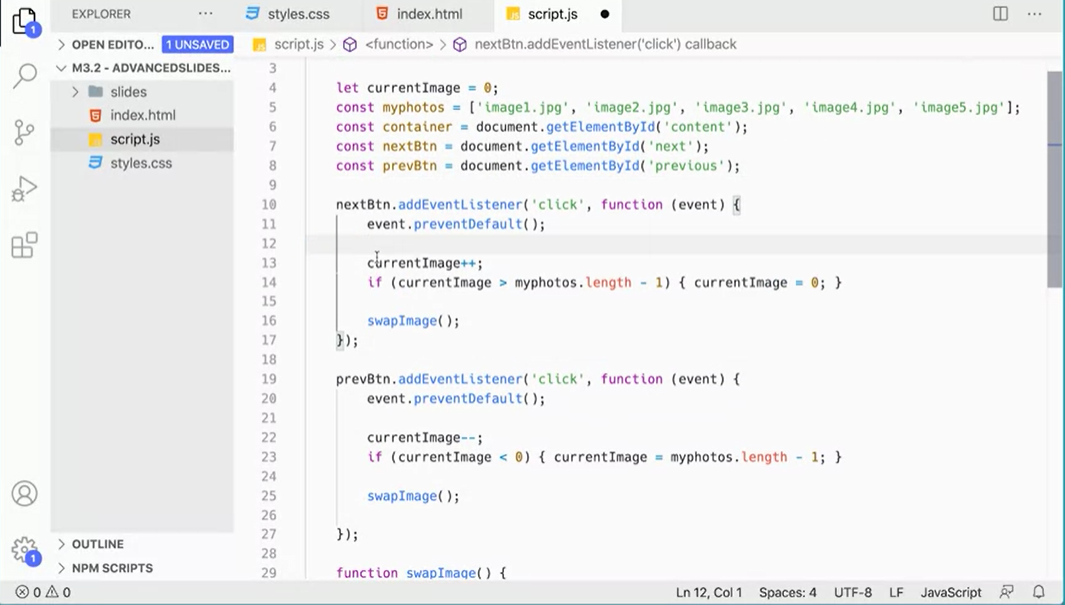 EXPLORER ··· styles.css index.html script.js
1
OPEN EDITO... 1 UNSAVED script.js > <function> > nextBtn.addEventListener('click') callback
M3.2 - ADVANCEDSLIDES...
slides
index.html
script.js
styles.css
3
4 let currentImage = 0;
5 const myphotos = ['image1.jpg', 'image2.jpg', 'image3.jpg', 'image4.jpg', 'image5.jpg'];
6 const container = document.getElementById('content');
7 const nextBtn = document.getElementById('next');
8 const prevBtn = document.getElementById('previous');
9
10 nextBtn.addEventListener('click', function (event) {
11 event.preventDefault();
12
13 currentImage++;
14 if (currentImage > myphotos.length - 1) { currentImage = 0; }
15
16 swapImage();
17 });
18
19 prevBtn.addEventListener('click', function (event) {
20 event.preventDefault();
21
22 currentImage--;
23 if (currentImage < 0) { currentImage = myphotos.length - 1; }
24
25 swapImage();
26
27 });
28
29 function swapImage() {
OUTLINE
1
NPM SCRIPTS
0 0 Ln 12, Col 1 Spaces: 4 UTF-8 LF JavaScript